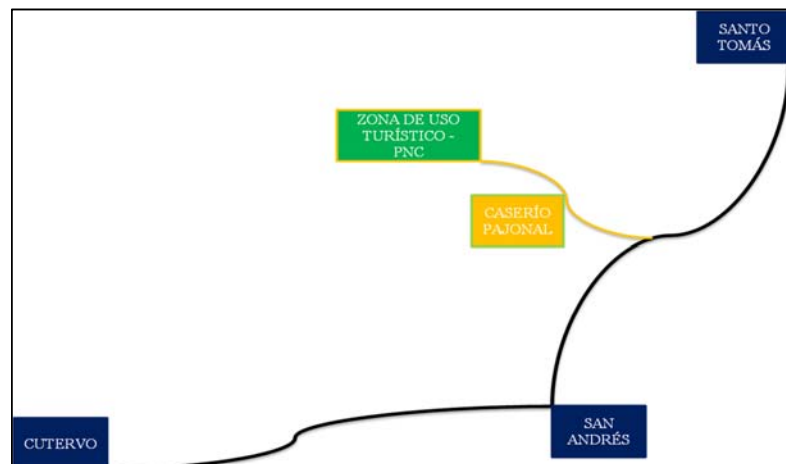 SANTO
TOMÁS
ZONA DE USO
TURÍSTICO -
PNC
CASERÍO
PAJONAL
CUTERVO
SAN
ANDRÉS